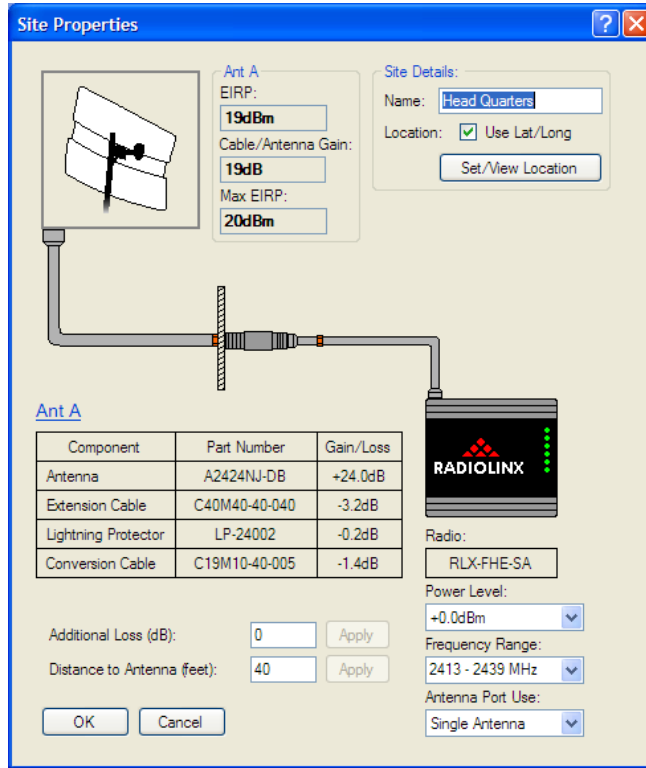 Site Properties
Ant A
EIRP:
19dBm
Cable/Antenna Gain:
19dB
Max EIRP:
20dBm
Site Details:
Name: Head Quarters
Location: Use Lat/Long
Set/View Location
Ant A
Component Part Number Gain/Loss
Antenna A2424NJ-DB +24.0dB
Extension Cable C40M40-40-040 -3.2dB
Lightning Protector LP-24002 -0.2dB
Conversion Cable C19M10-40-005 -1.4dB
Additional Loss (dB): 0 Apply
Distance to Antenna (feet): 40 Apply
OK Cancel
RADIOLINX
Radio:
RLX-FHE-SA
Power Level:
+0.0dBm
Frequency Range:
2413 - 2439 MHz
Antenna Port Use:
Single Antenna